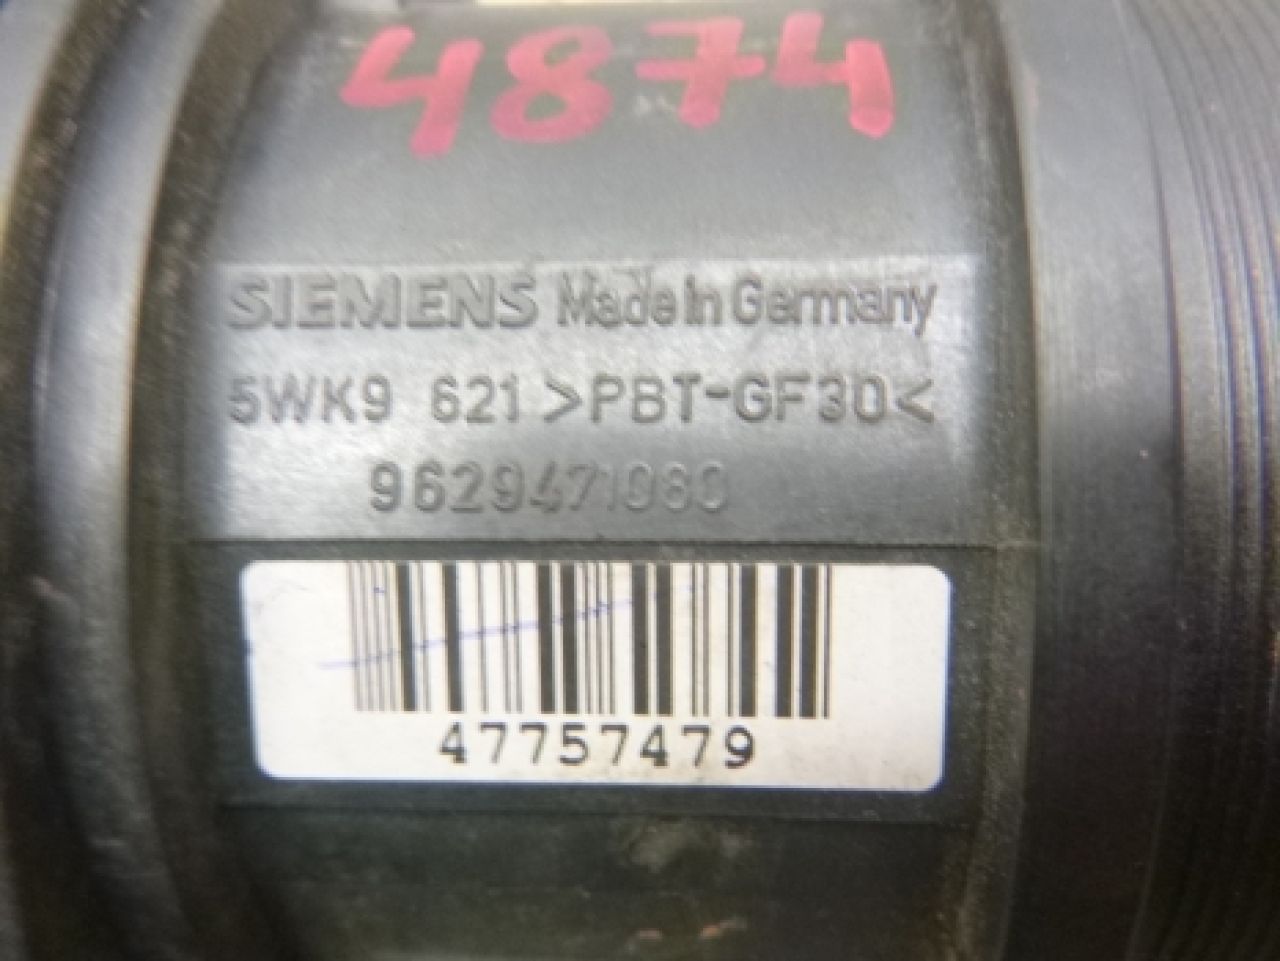 4874
SIEMENS Made in Germany
5WK9 621 >PBT-GF30<
9629471080
47757479